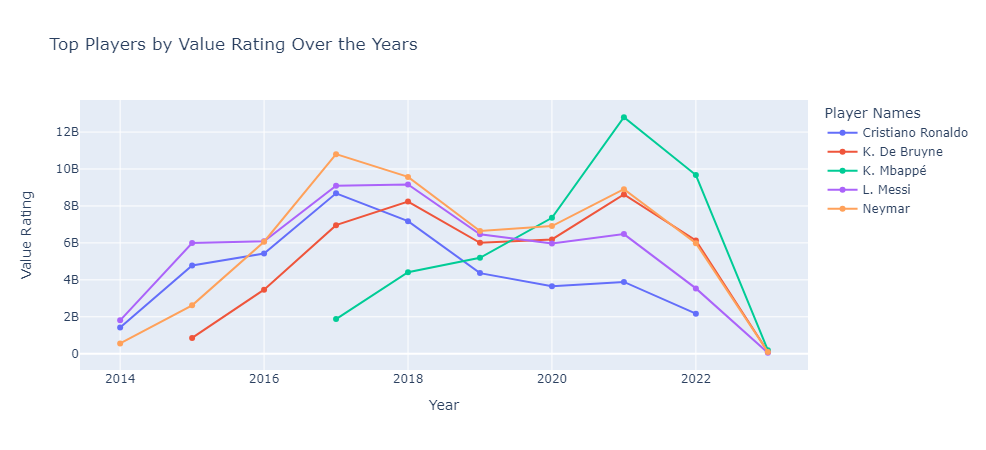 Top Players by Value Rating Over the Years
Value Rating
12B
10B
8B
6B
4B
2B
0
2014 2016 2018 2020 2022
Year
Player Names
Cristiano Ronaldo
K. De Bruyne
K. Mbappé
L. Messi
Neymar